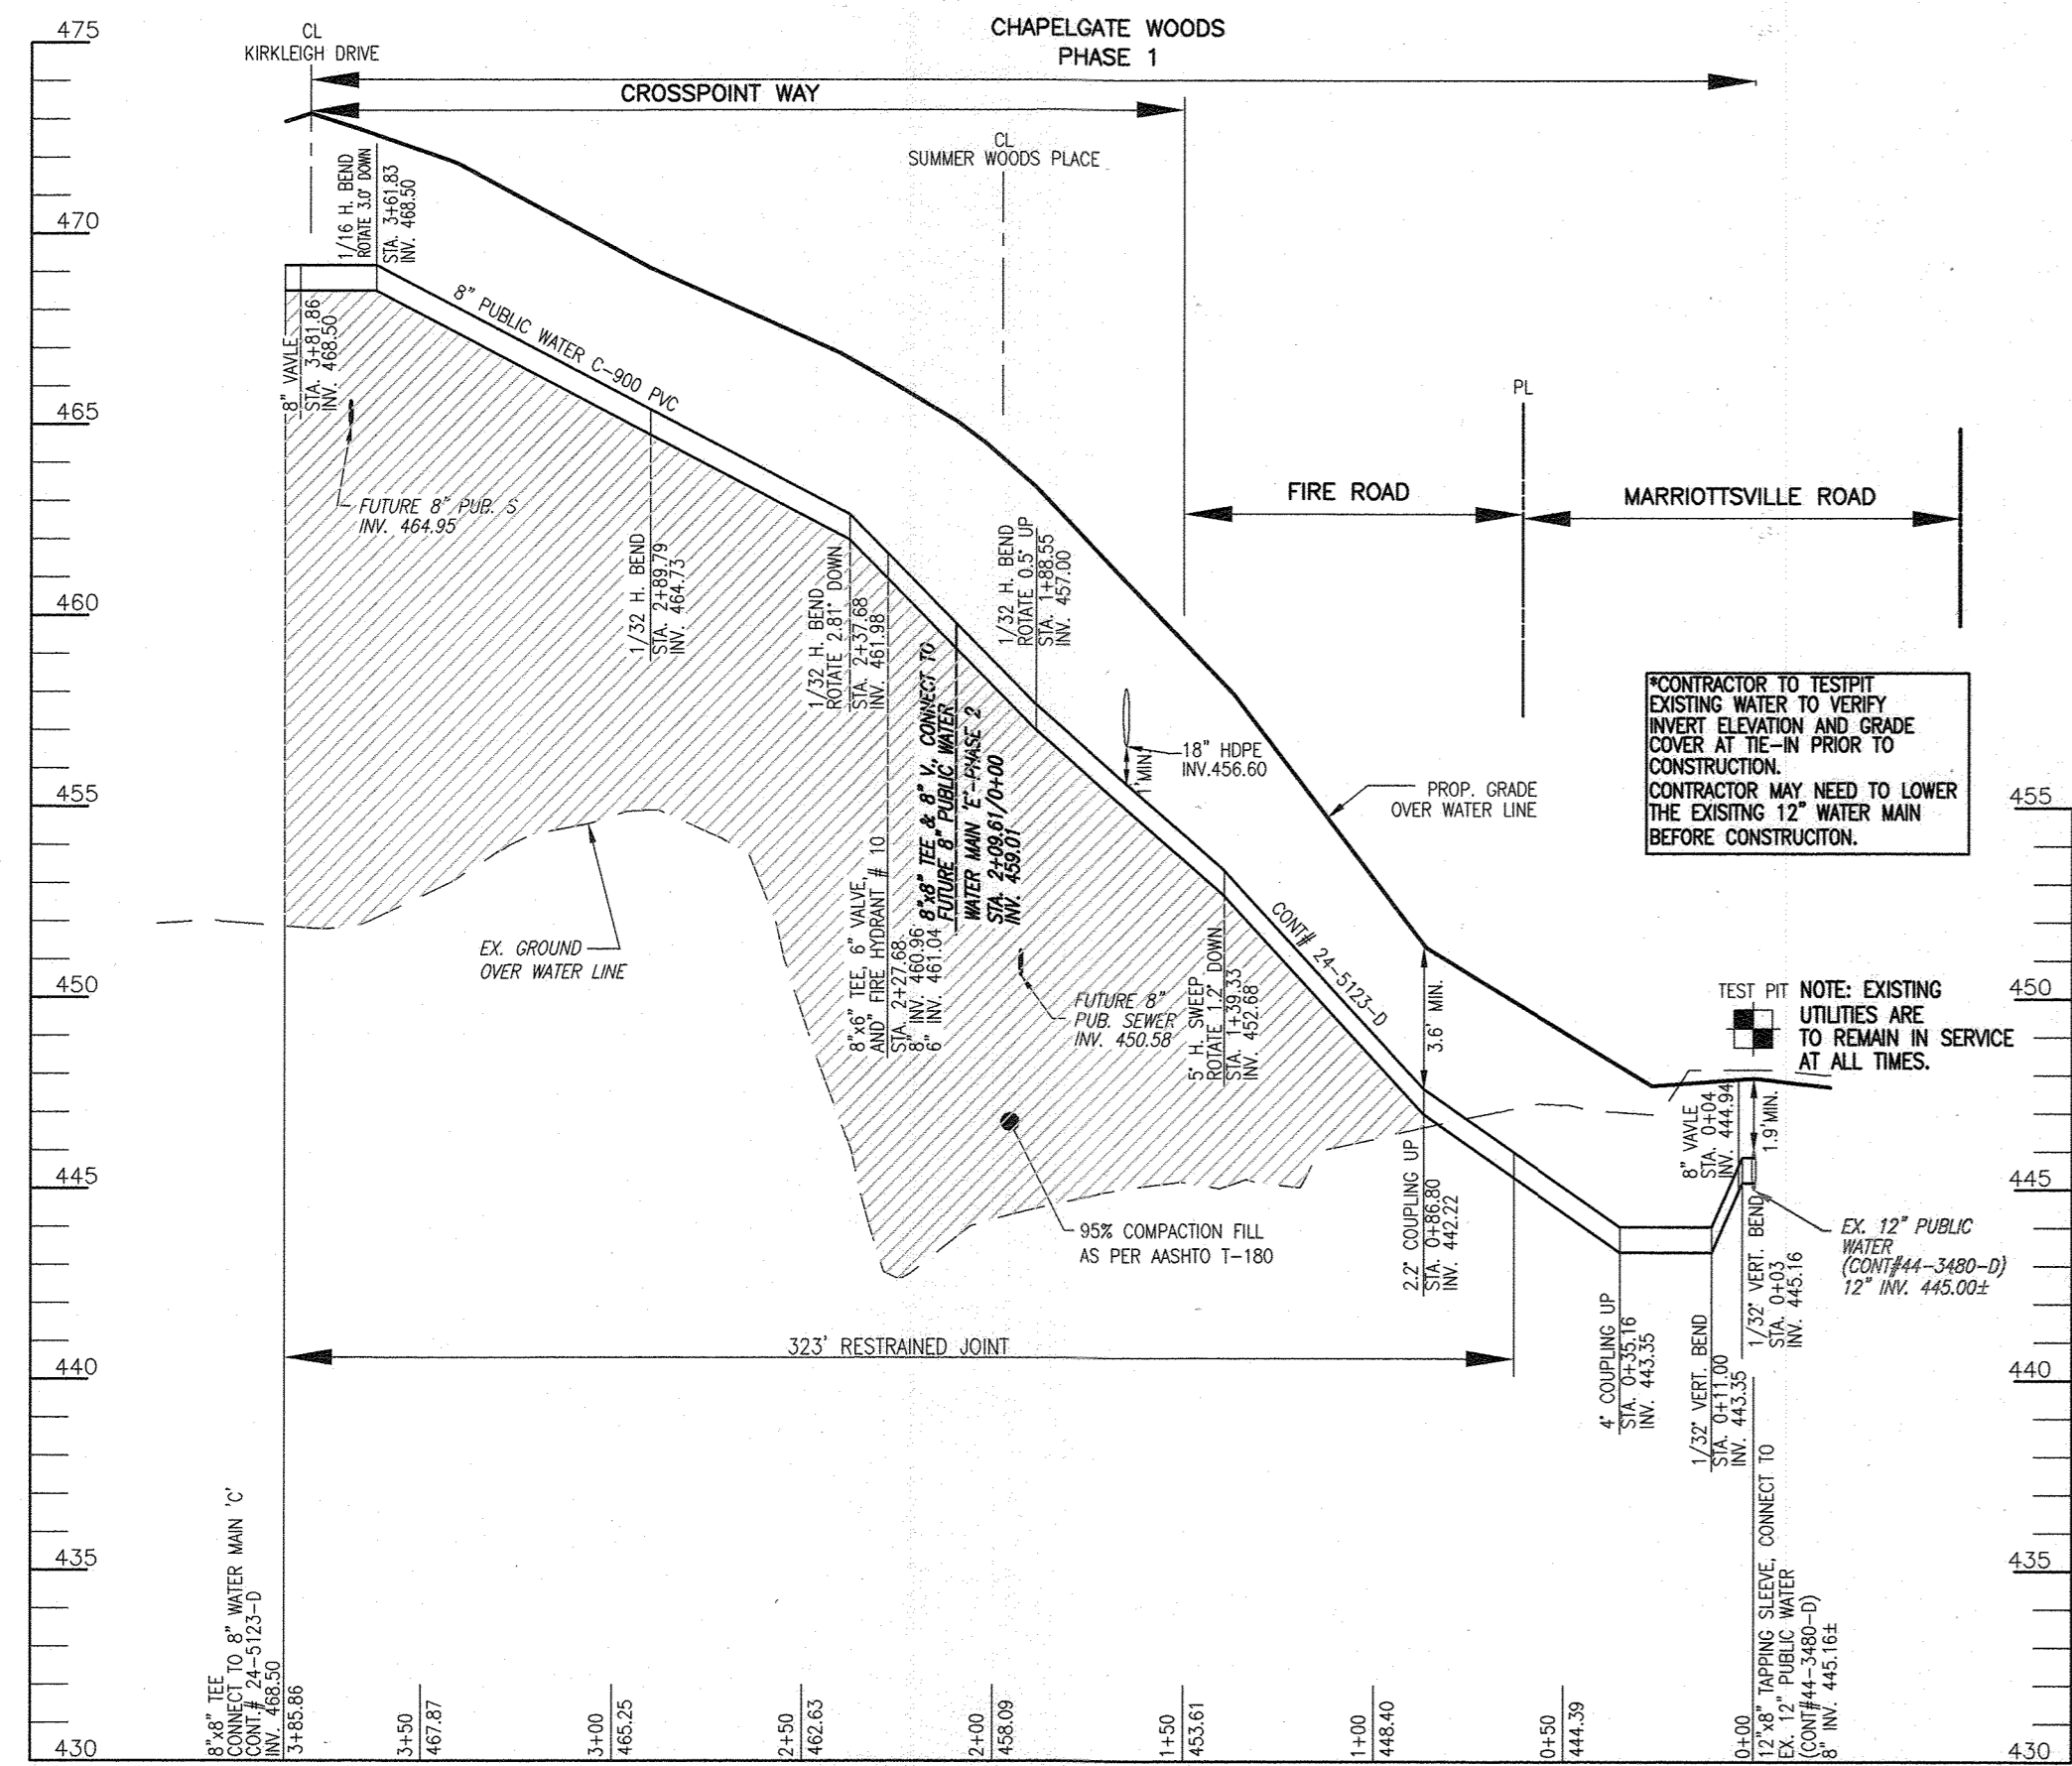 CHAPELGATE WOODS
PHASE 1
CL
KIRKLEIGH DRIVE
CROSSPOINT WAY
CL
SUMMER WOODS PLACE
475
470
465
460
455
450
445
440
435
430
1/16 H. BEND
ROTATE 3.0° DOWN
STA. 3+61.83
INV. 468.50
8" VAVLE
STA. 3+81.86
INV. 468.50
8" PUBLIC WATER C-900 PVC
FUTURE 8" PUB. S
INV. 464.95
1/32 H. BEND
STA. 2+89.79
INV. 464.73
1/32 H. BEND
ROTATE 2.81° DOWN
STA. 2+37.68
INV. 461.98
8"x6" TEE, 6" VALVE,
AND" FIRE HYDRANT # 10
STA. 2+27.68
8" INV. 460.96
6" INV. 461.04
8"x8" TEE & 8" V, CONNECT TO
FUTURE 8" PUBLIC WATER
WATER MAIN 'E'-PHASE 2
STA. 2+09.61/0+00
INV. 459.01
1/32 H. BEND
ROTATE 0.5° UP
STA. 1+88.55
INV. 457.00
1'MIN
18" HDPE
INV.456.60
FIRE ROAD
PL
MARRIOTTSVILLE ROAD
PROP. GRADE
OVER WATER LINE
*CONTRACTOR TO TESTPIT
EXISTING WATER TO VERIFY
INVERT ELEVATION AND GRADE
COVER AT TIE-IN PRIOR TO
CONSTRUCTION.
CONTRACTOR MAY NEED TO LOWER
THE EXISITNG 12" WATER MAIN
BEFORE CONSTRUCITON.
EX. GROUND
OVER WATER LINE
FUTURE 8"
PUB. SEWER
INV. 450.58
5° H. SWEEP
ROTATE 1.2° DOWN
STA. 1+39.33
INV. 452.68
CONT# 24-5123-D
3.6' MIN.
TEST PIT
NOTE: EXISTING
UTILITIES ARE
TO REMAIN IN SERVICE
AT ALL TIMES.
95% COMPACTION FILL
AS PER AASHTO T-180
2.2° COUPLING UP
STA. 0+86.80
INV. 442.22
8" VAVLE
STA. 0+04
INV. 444.94
1.9'MIN.
EX. 12" PUBLIC
WATER
(CONT#44-3480-D)
12" INV. 445.00±
1/32° VERT. BEND
STA. 0+03
INV. 445.16
323' RESTRAINED JOINT
4° COUPLING UP
STA. 0+35.16
INV. 443.35
1/32° VERT. BEND
STA. 0+11.00
INV. 443.35
455
450
445
440
435
430
8"x8" TEE
CONNECT TO 8" WATER MAIN 'C'
CONT.# 24-5123-D
INV. 468.50
3+85.86
3+50
467.87
3+00
465.25
2+50
462.63
2+00
458.09
1+50
453.61
1+00
448.40
0+50
444.39
0+00
12"x8" TAPPING SLEEVE, CONNECT TO
EX. 12" PUBLIC WATER
(CONT#44-3480-D)
8" INV. 445.16±